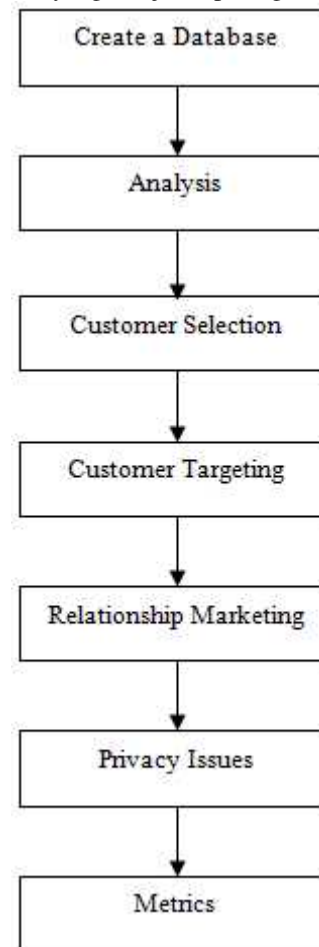 Create a Database
Analysis
Customer Selection
Customer Targeting
Relationship Marketing
Privacy Issues
Metrics